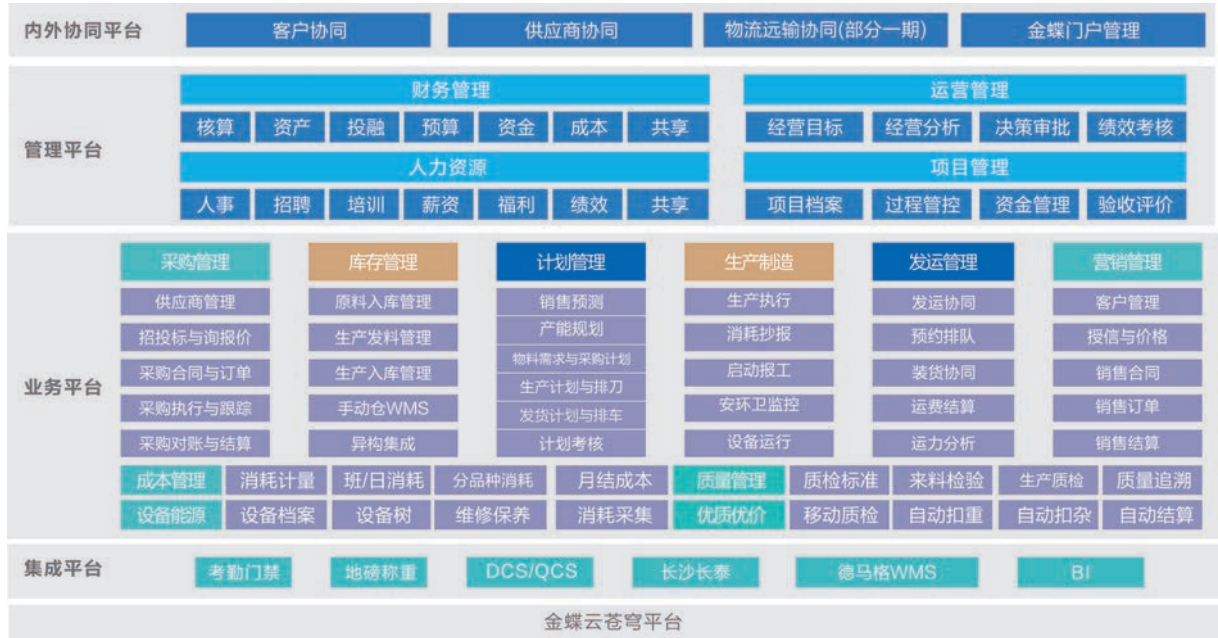 内外协同平台 客户协同 供应商协同 物流远输协同(部分一期) 金蝶门户管理
财务管理 运营管理
核算 资产 投融 预算 资金 成本 共享 经营目标 经营分析 决策审批 绩效考核
管理平台
人力资源 项目管理
人事 招聘 培训 薪资 福利 绩效 共享 项目档案 过程管控 资金管理 验收评价
采购管理 库存管理 计划管理 生产制造 发运管理 营销管理
供应商管理 原料入库管理 销售预测 生产执行 发运协同 客户管理
招投标与询报价 生产发料管理 产能规划 消耗抄报 预约排队 授信与价格
采购合同与订单 生产入库管理 物料需求与采购计划 启动报工 装货协同 销售合同
业务平台
采购执行与跟踪 手动仓WMS 生产计划与排刀 安环卫监控 运费结算 销售订单
发货计划与排车
采购对账与结算 异构集成 计划考核 设备运行 运力分析 销售结算
成本管理 消耗计量 班/日消耗 分品种消耗 月结成本 质量管理 质检标准 来料检验 生产质检 质量追溯
设备能源 设备档案 设备树 维修保养 消耗采集 优质优价 移动质检 自动扣重 自动扣杂 自动结算
集成平台 考勤门禁 地磅称重 DCS/QCS 长沙长泰 德马格WMS BI
金蝶云苍穹平台